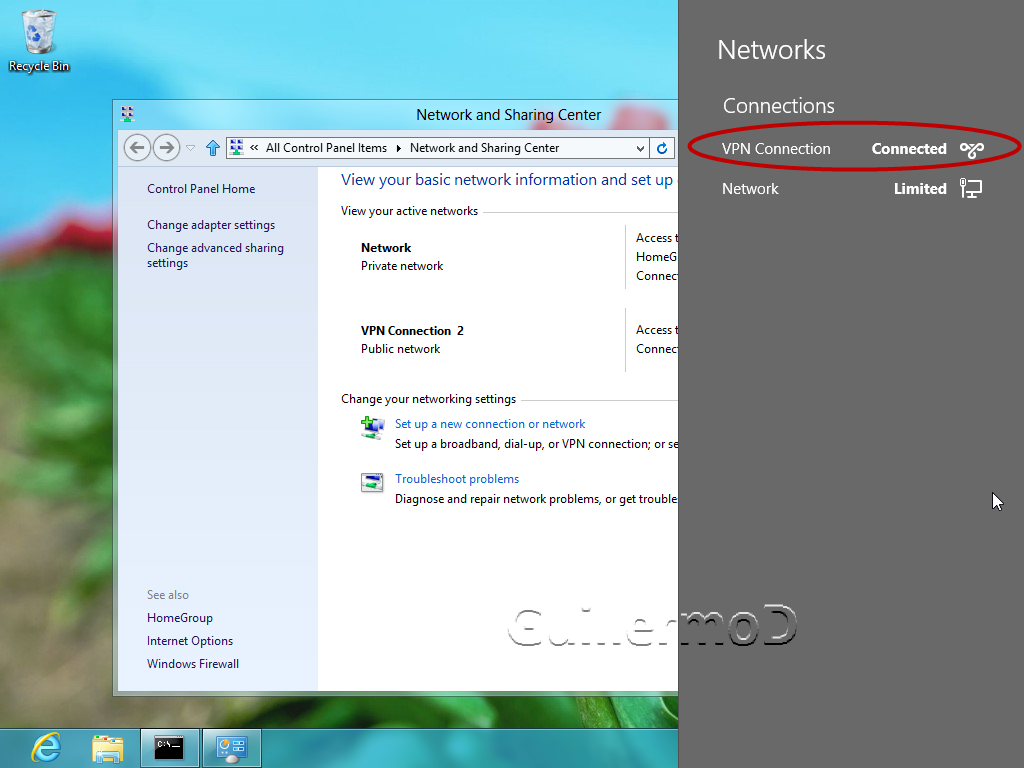 Recycle Bin
Network and Sharing Center
« All Control Panel Items Network and Sharing Center
Control Panel Home
Change adapter settings
Change advanced sharing
settings
See also
HomeGroup
Internet Options
Windows Firewall
View your basic network information and set up
View your active networks
Network
Private network
Access t
HomeG
Connec
VPN Connection 2
Public network
Access t
Connec
Change your networking settings
Set up a new connection or network
Set up a broadband, dial-up, or VPN connection; or se
Troubleshoot problems
Diagnose and repair network problems, or get trouble
Networks
Connections
VPN Connection Connected
Network Limited
GuillermoD
C:\_